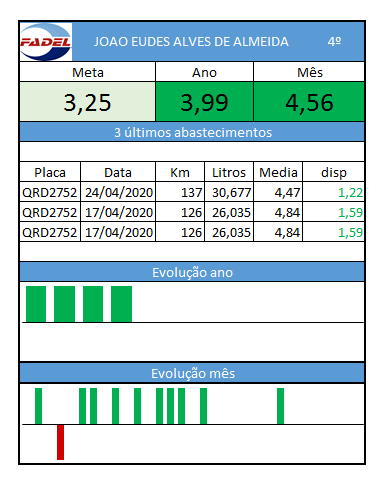 FADEL JOAO EUDES ALVES DE ALMEIDA 4º
Meta Ano Mês
3,25 3,99 4,56
3 últimos abastecimentos
Placa Data Km Litros Media disp
QRD2752 24/04/2020 137 30,677 4,47 1,22
QRD2752 17/04/2020 126 26,035 4,84 1,59
QRD2752 17/04/2020 126 26,035 4,84 1,59
Evolução ano
Evolução mês